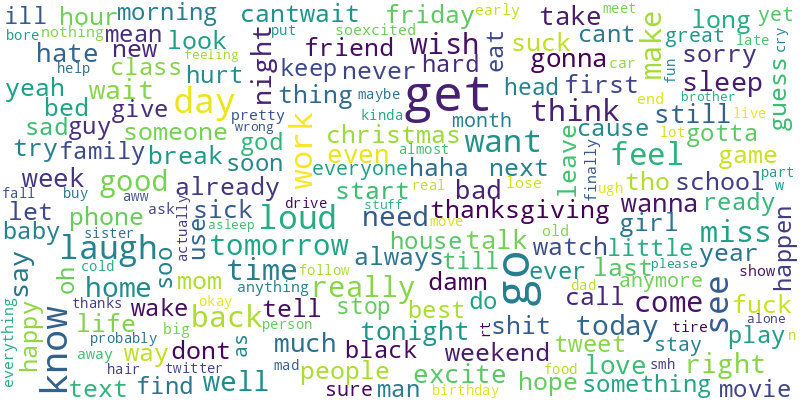 ill hour morning cantwait friday early take meet long yet
bore nothing mean look put soexcited cant make great late
hate new friend wish suck sorry cry
help class feeling night hard eat gonna car fun
yeah wait hurt keep never head first sleep guess
bed give day thing maybe get think end brother
sad guy someone pretty kinda month still live
try family god wrong work christmas want cause lot gotta
break soon even almost everyone haha next leave feel game
week good already start real bad lose finally tho school part w
fall buy aww ask drive stuff ugh wanna ready
let phone sick loud need thanksgiving girl miss happen
baby sister actually use asleep move old
laugh tomorrow house talk watch little year
say oh cold soo always till go ever last please show
home mom time follow dad anymore see
know thanks okay anything really damn do call come alone
everything wake tell stop best rt shit today fuck
happy life big back person tonight tire play n
probably as much black weekend tweet stay
away way dont mad people excite food love smh right
text hair find twitter well sure man birthday hope something movie